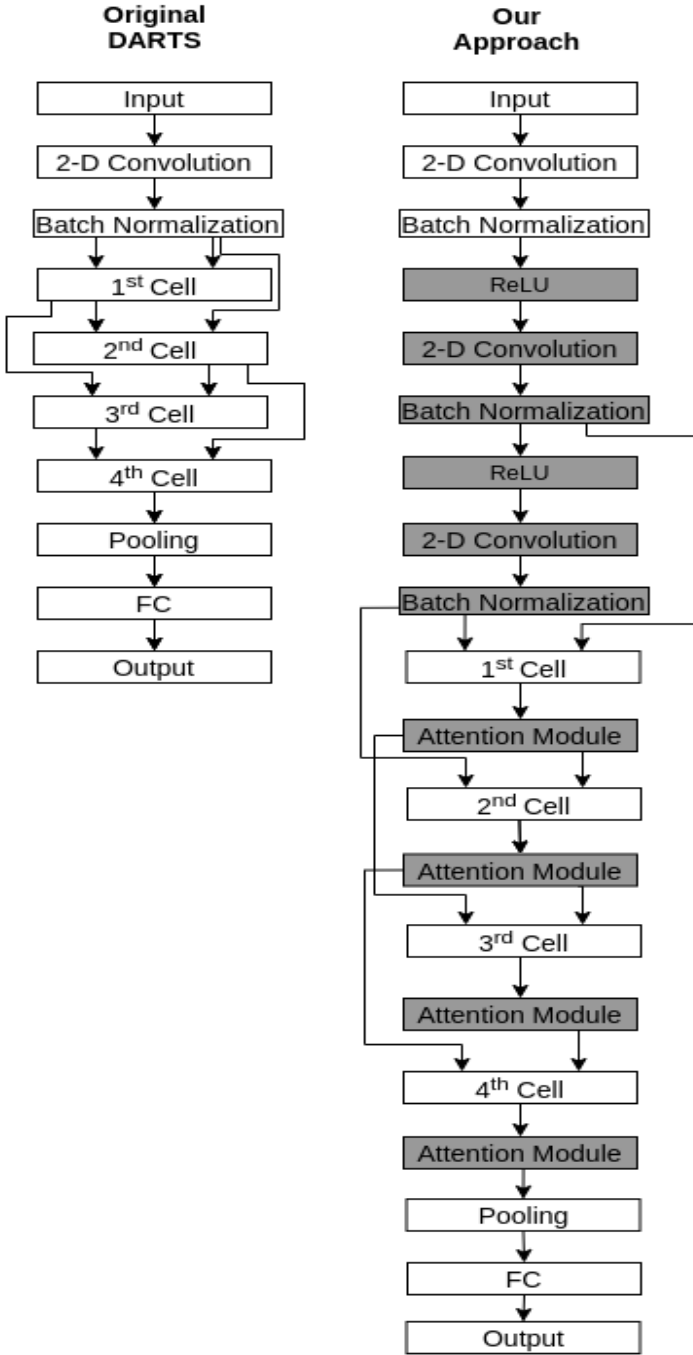 Original
DARTS
Input
2-D Convolution
Batch Normalization
1st Cell
2nd Cell
3rd Cell
4th Cell
Pooling
FC
Output
Our
Approach
Input
2-D Convolution
Batch Normalization
ReLU
2-D Convolution
Batch Normalization
ReLU
2-D Convolution
Batch Normalization
1st Cell
Attention Module
2nd Cell
Attention Module
3rd Cell
Attention Module
4th Cell
Attention Module
Pooling
FC
Output